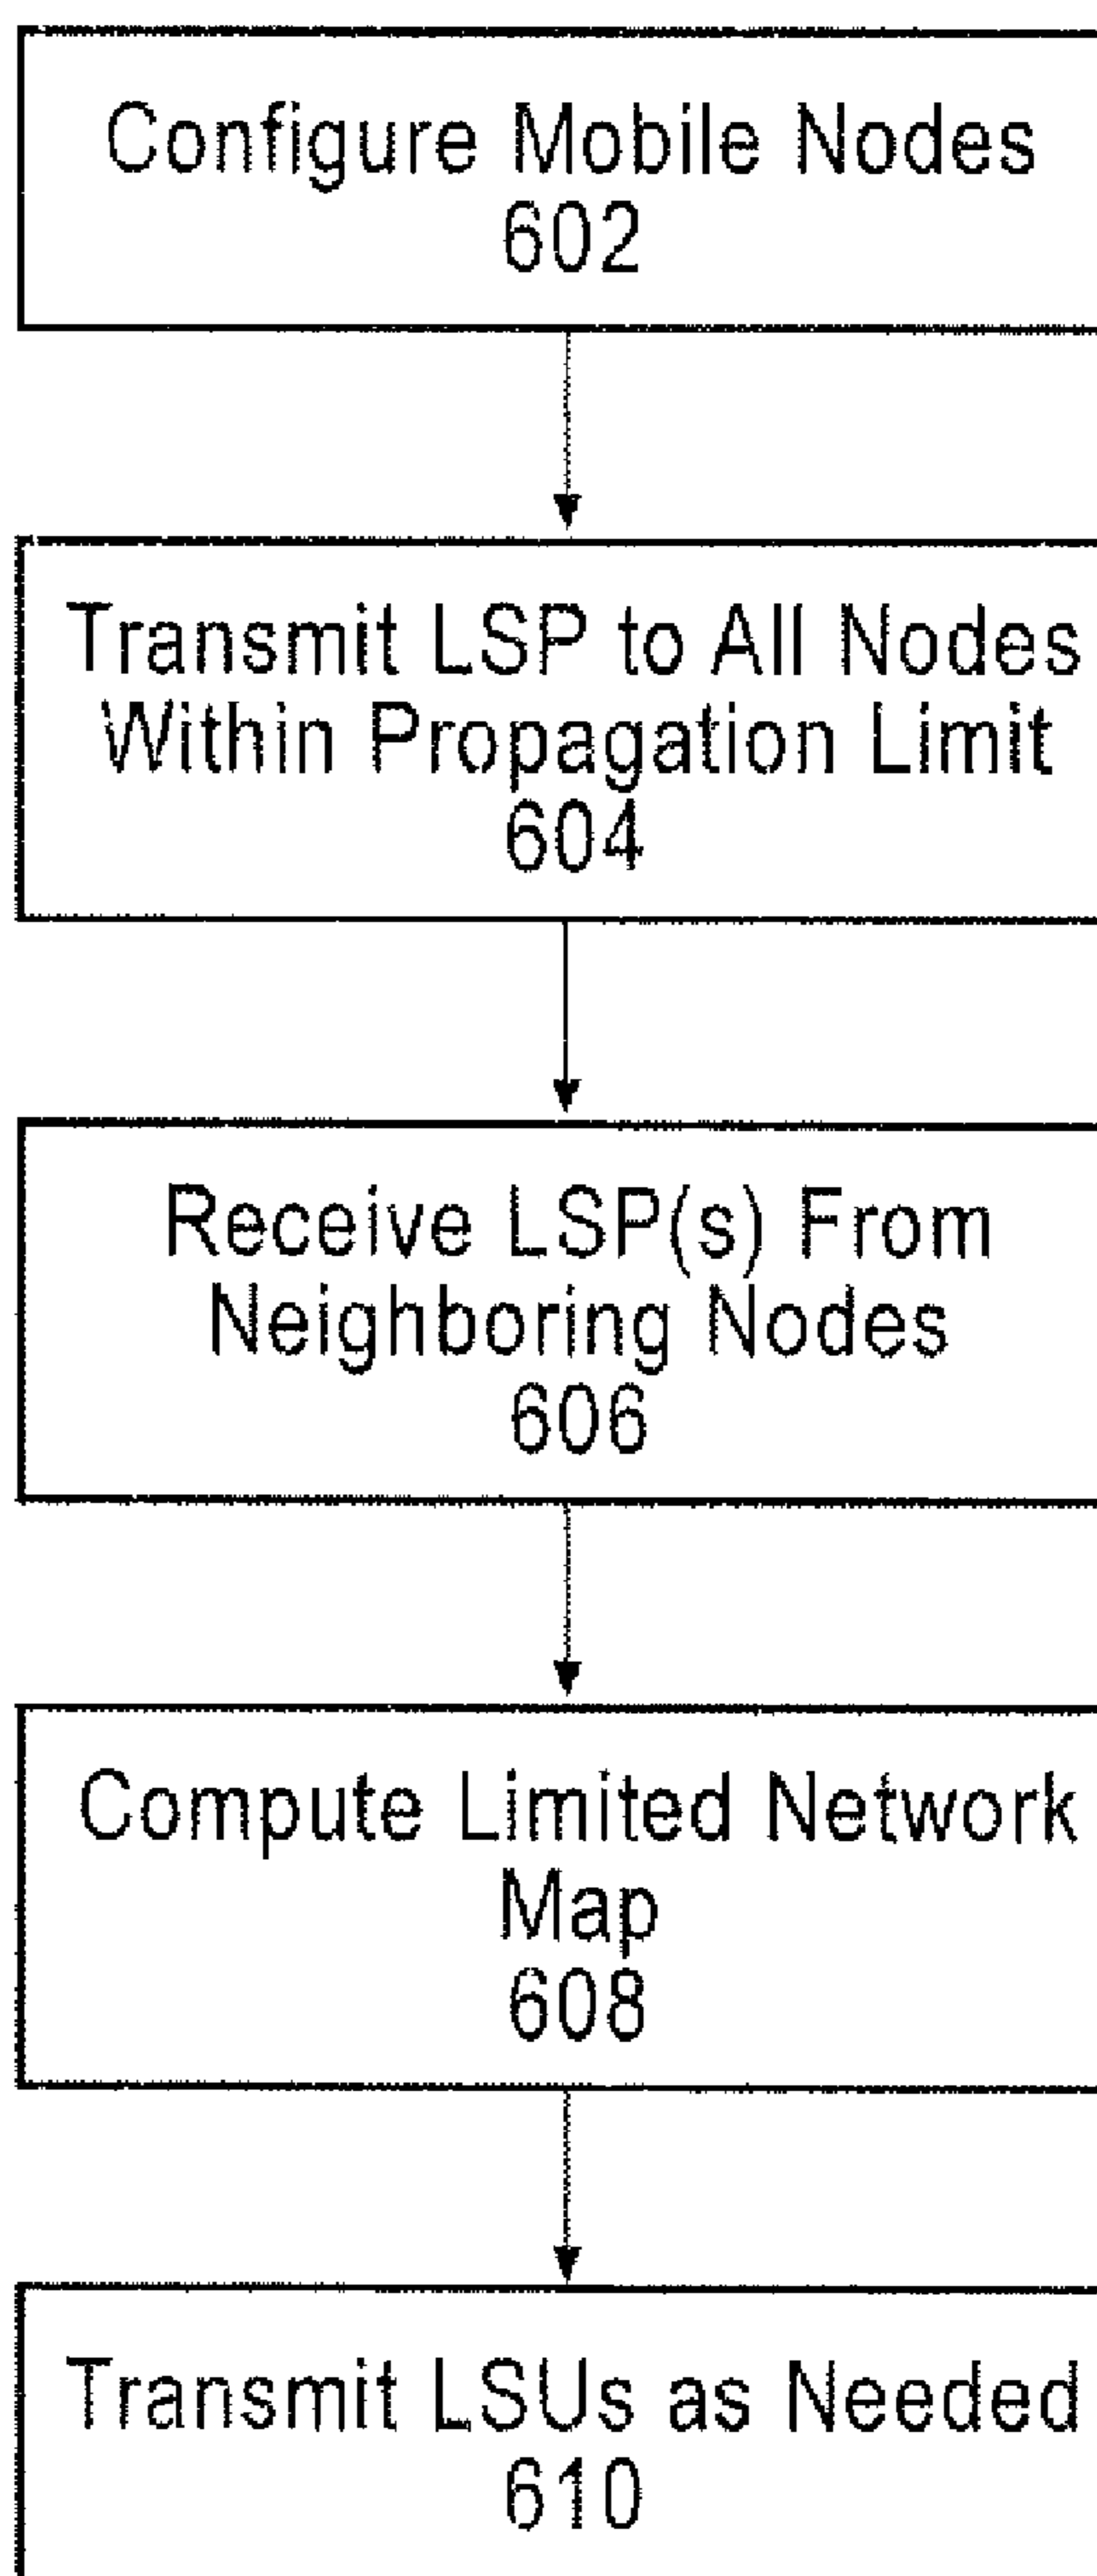 Configure Mobile Nodes
602
Transmit LSP to All Nodes
Within Propagation Limit
604
Receive LSP(s) From
Neighboring Nodes
606
Compute Limited Network
Map
608
Transmit LSUs as Needed
610